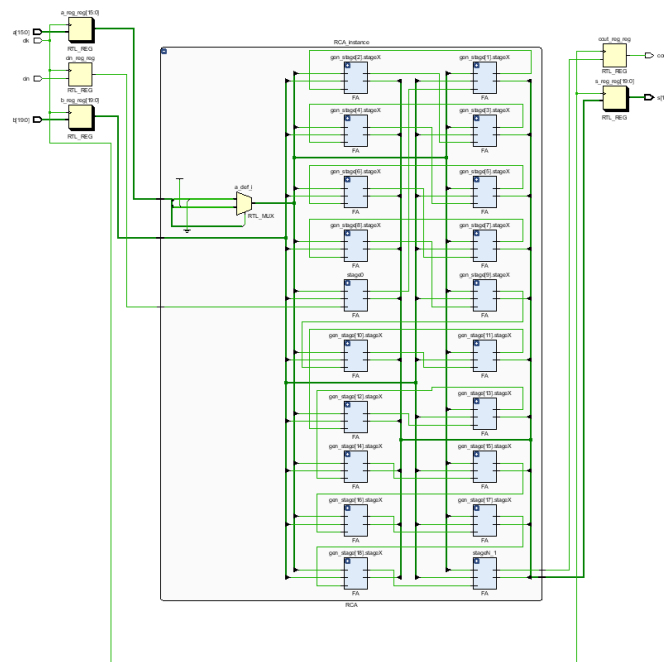 a_reg_reg[15:0]
a[15:0]
clk
RTL_REG
cin_reg_reg
cin
RTL_REG
b_reg_reg[19:0]
b[19:0]
RTL_REG
RCA_instance
cout_reg_reg
RTL_REG
s_reg_reg[19:0]
RTL_REG
gen_stage[2].stageX
FA
gen_stage[1].stageX
FA
gen_stage[4].stageX
FA
gen_stage[3].stageX
FA
a_def_i
RTL_MUX
gen_stage[6].stageX
FA
gen_stage[5].stageX
FA
gen_stage[8].stageX
FA
gen_stage[7].stageX
FA
stage0
FA
gen_stage[9].stageX
FA
gen_stage[10].stageX
FA
gen_stage[11].stageX
FA
gen_stage[12].stageX
FA
gen_stage[13].stageX
FA
gen_stage[14].stageX
FA
gen_stage[15].stageX
FA
gen_stage[16].stageX
FA
gen_stage[17].stageX
FA
gen_stage[18].stageX
FA
stageN_1
FA
RCA